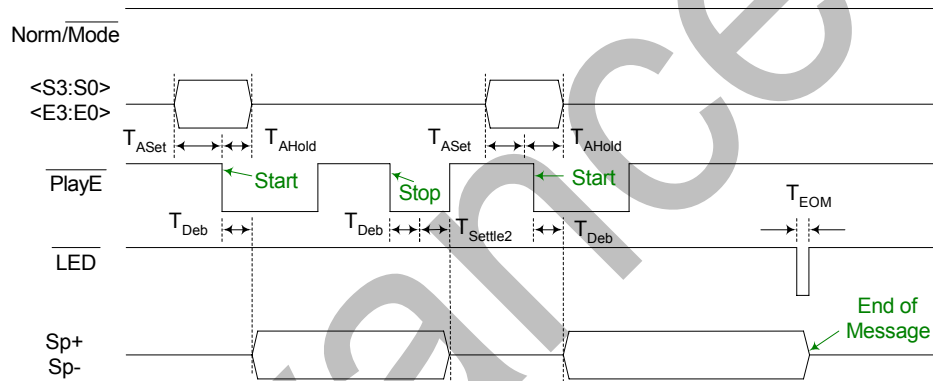 Norm/Mode
<S3:S0>
<E3:E0>
TASet
TAHold
TASet
TAHold
PlayE
Start
Stop
Start
TEOM
TDeb
TDeb
TSettle2
TDeb
LED
End of
Message
Sp+
Sp-